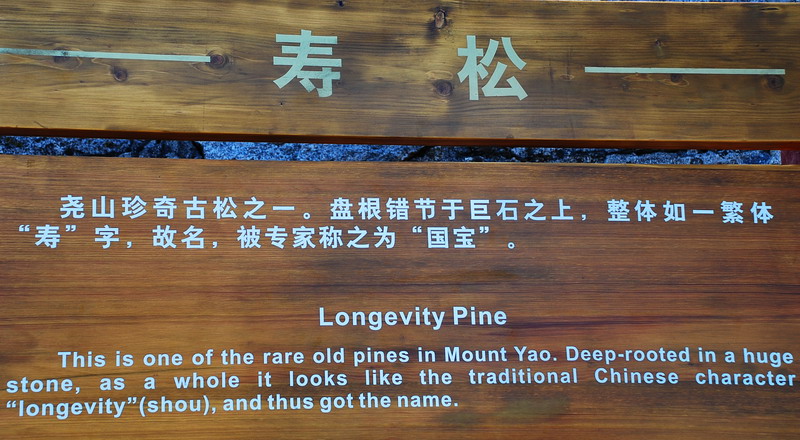 寿松
尧山珍奇古松之一。盘根错节于巨石之上，整体如一繁体
“寿”字，故名，被专家称之为“国宝”。
Longevity Pine
This is one of the rare old pines in Mount Yao. Deep-rooted in a huge
stone, as a whole it looks like the traditional Chinese character
“longevity”(shou), and thus got the name.